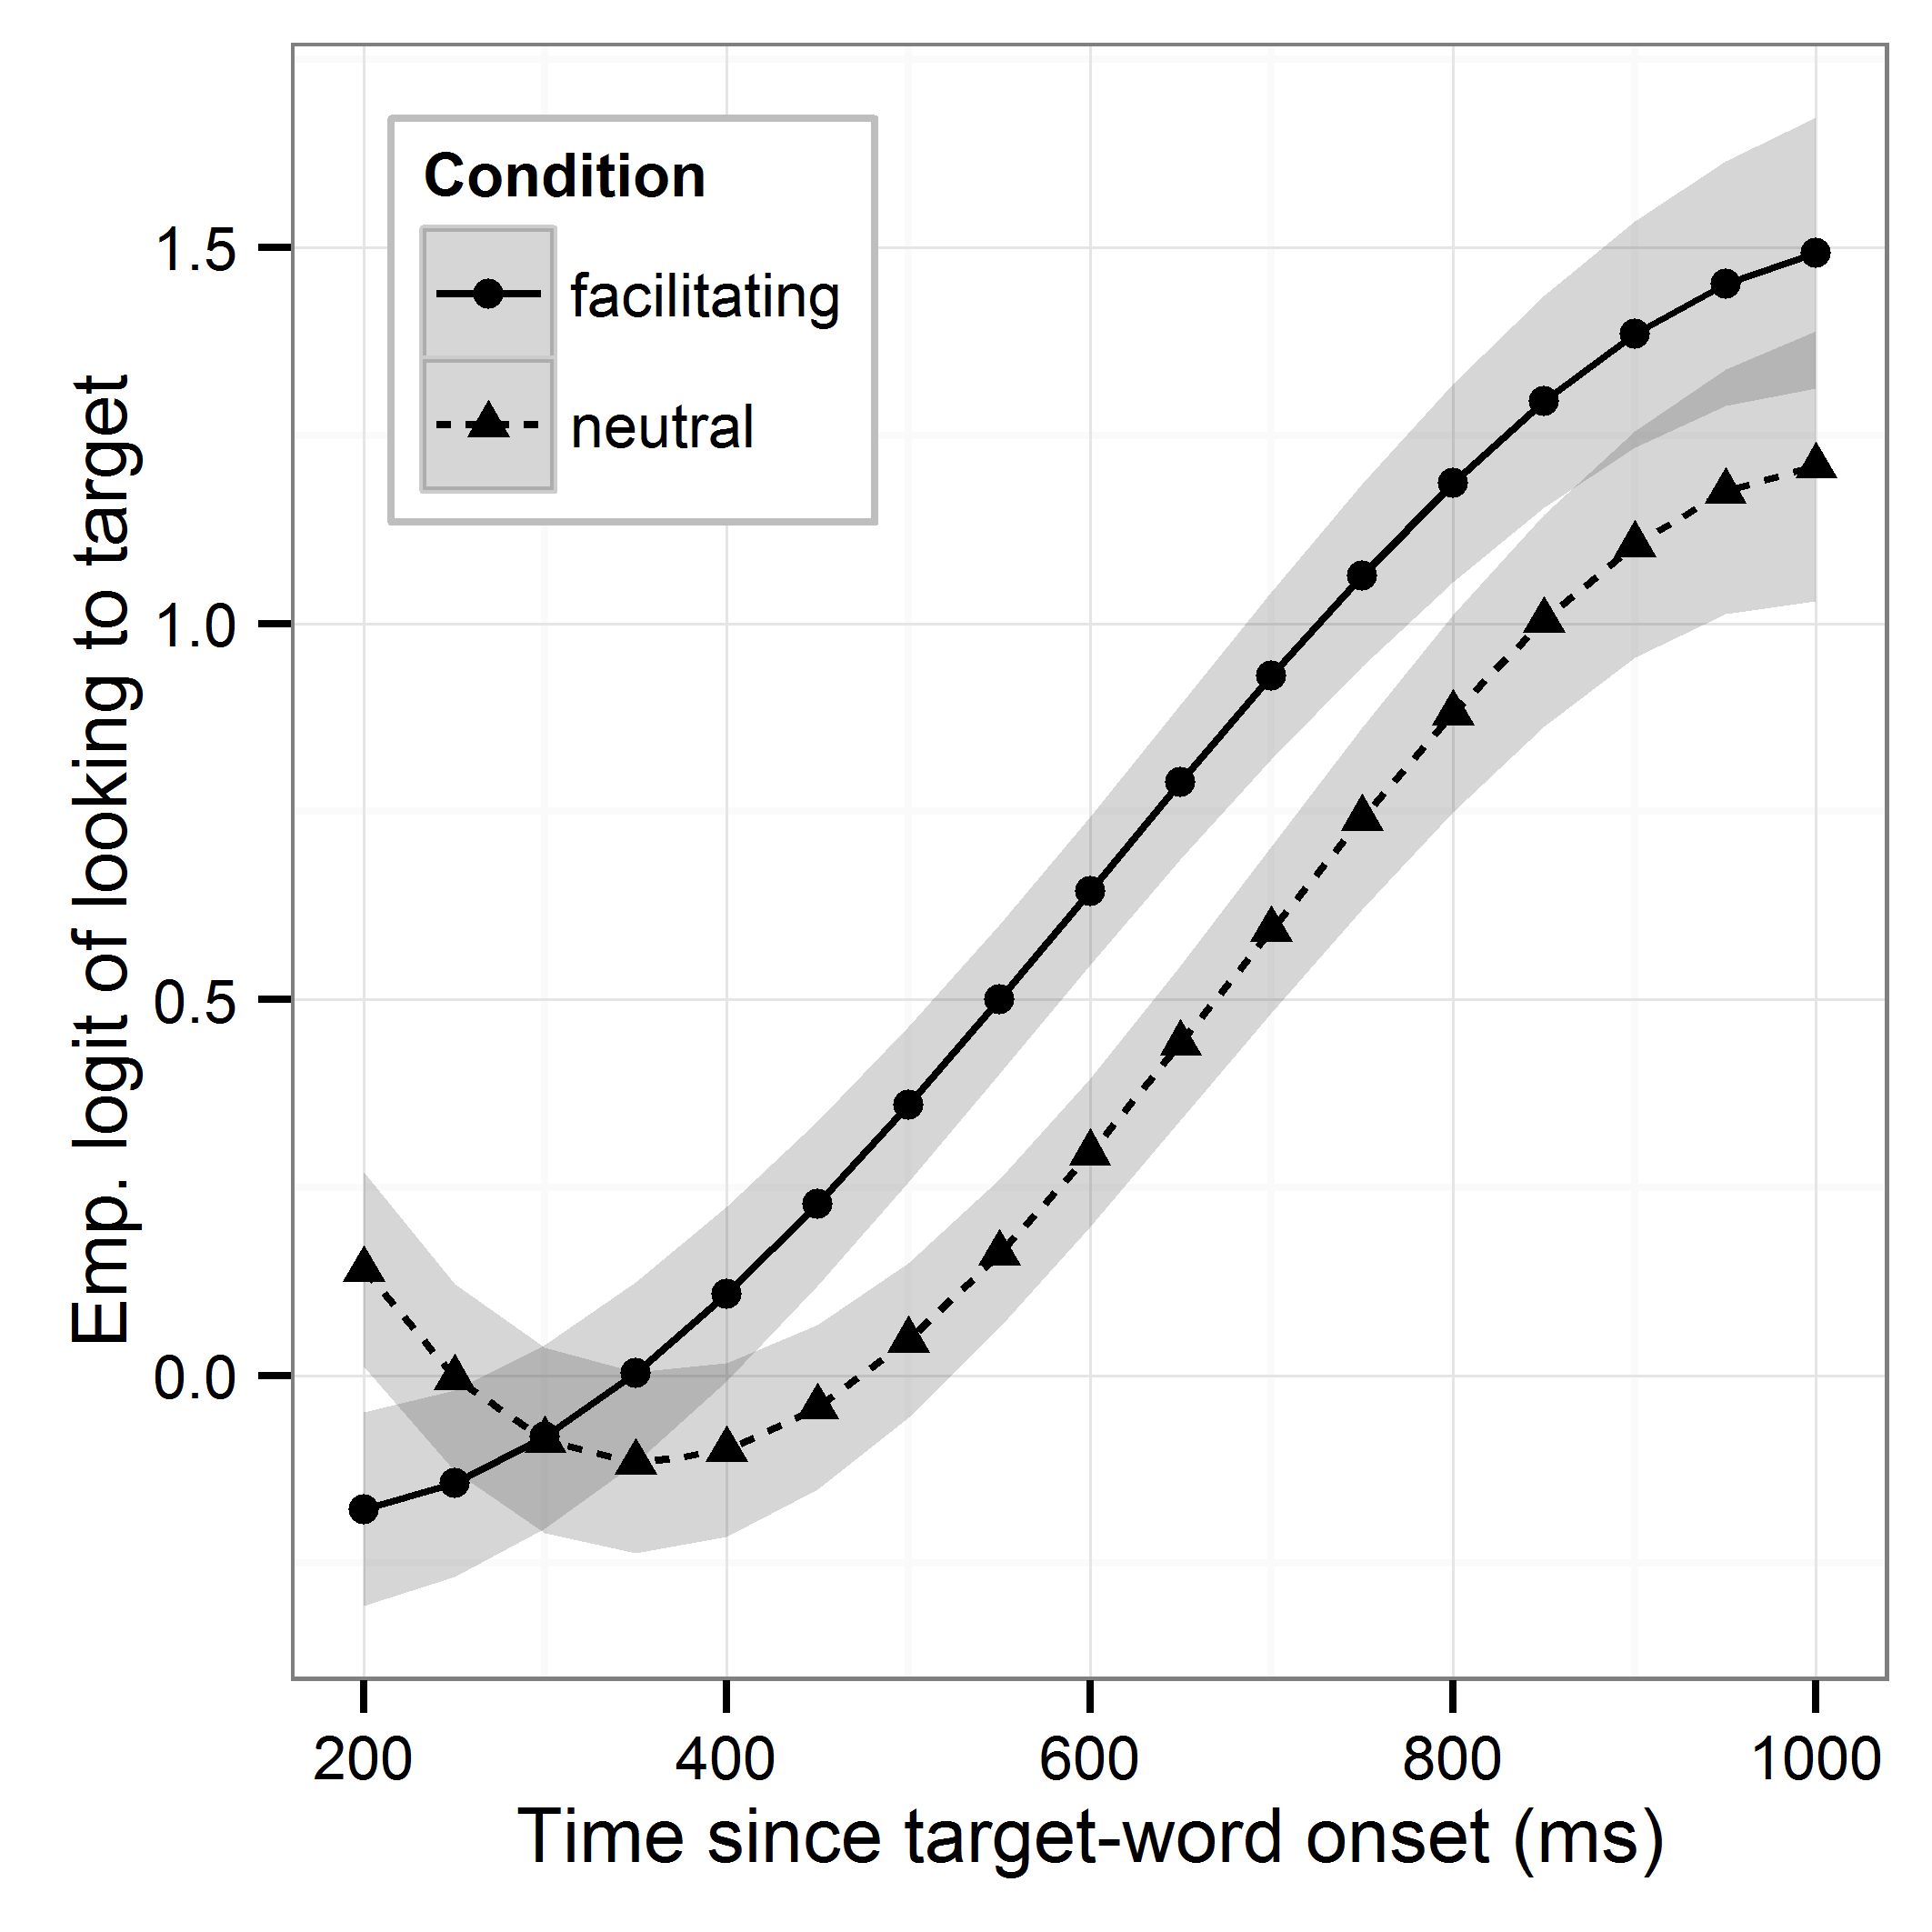 Condition
facilitating
neutral
Emp. logit of looking to target
1.5
1.0
0.5
0.0
200 400 600 800 1000
Time since target-word onset (ms)